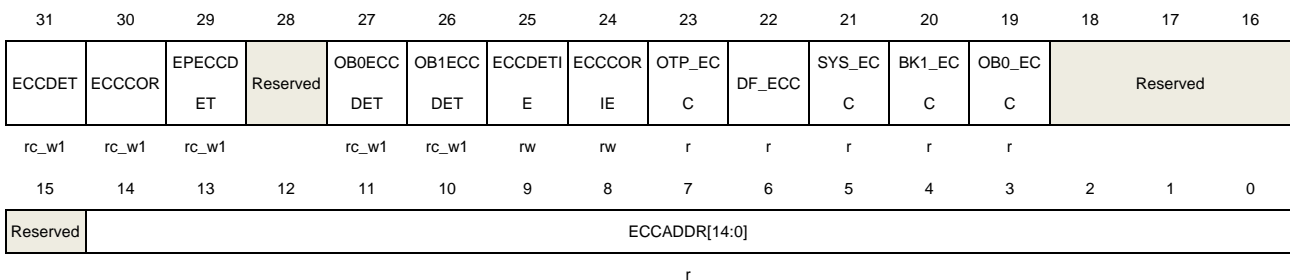 31 30 29 28 27 26 25 24 23 22 21 20 19 18 17 16
ECCDET ECCCOR EPECCD ET Reserved OB0ECC DET OB1ECC DET ECCDETI E ECCCOR IE OTP_EC C DF_ECC SYS_EC C BK1_EC C OB0_EC C Reserved
rc_w1 rc_w1 rc_w1 rc_w1 rc_w1 rw rw r r r r r
15 14 13 12 11 10 9 8 7 6 5 4 3 2 1 0
Reserved ECCADDR[14:0]
r